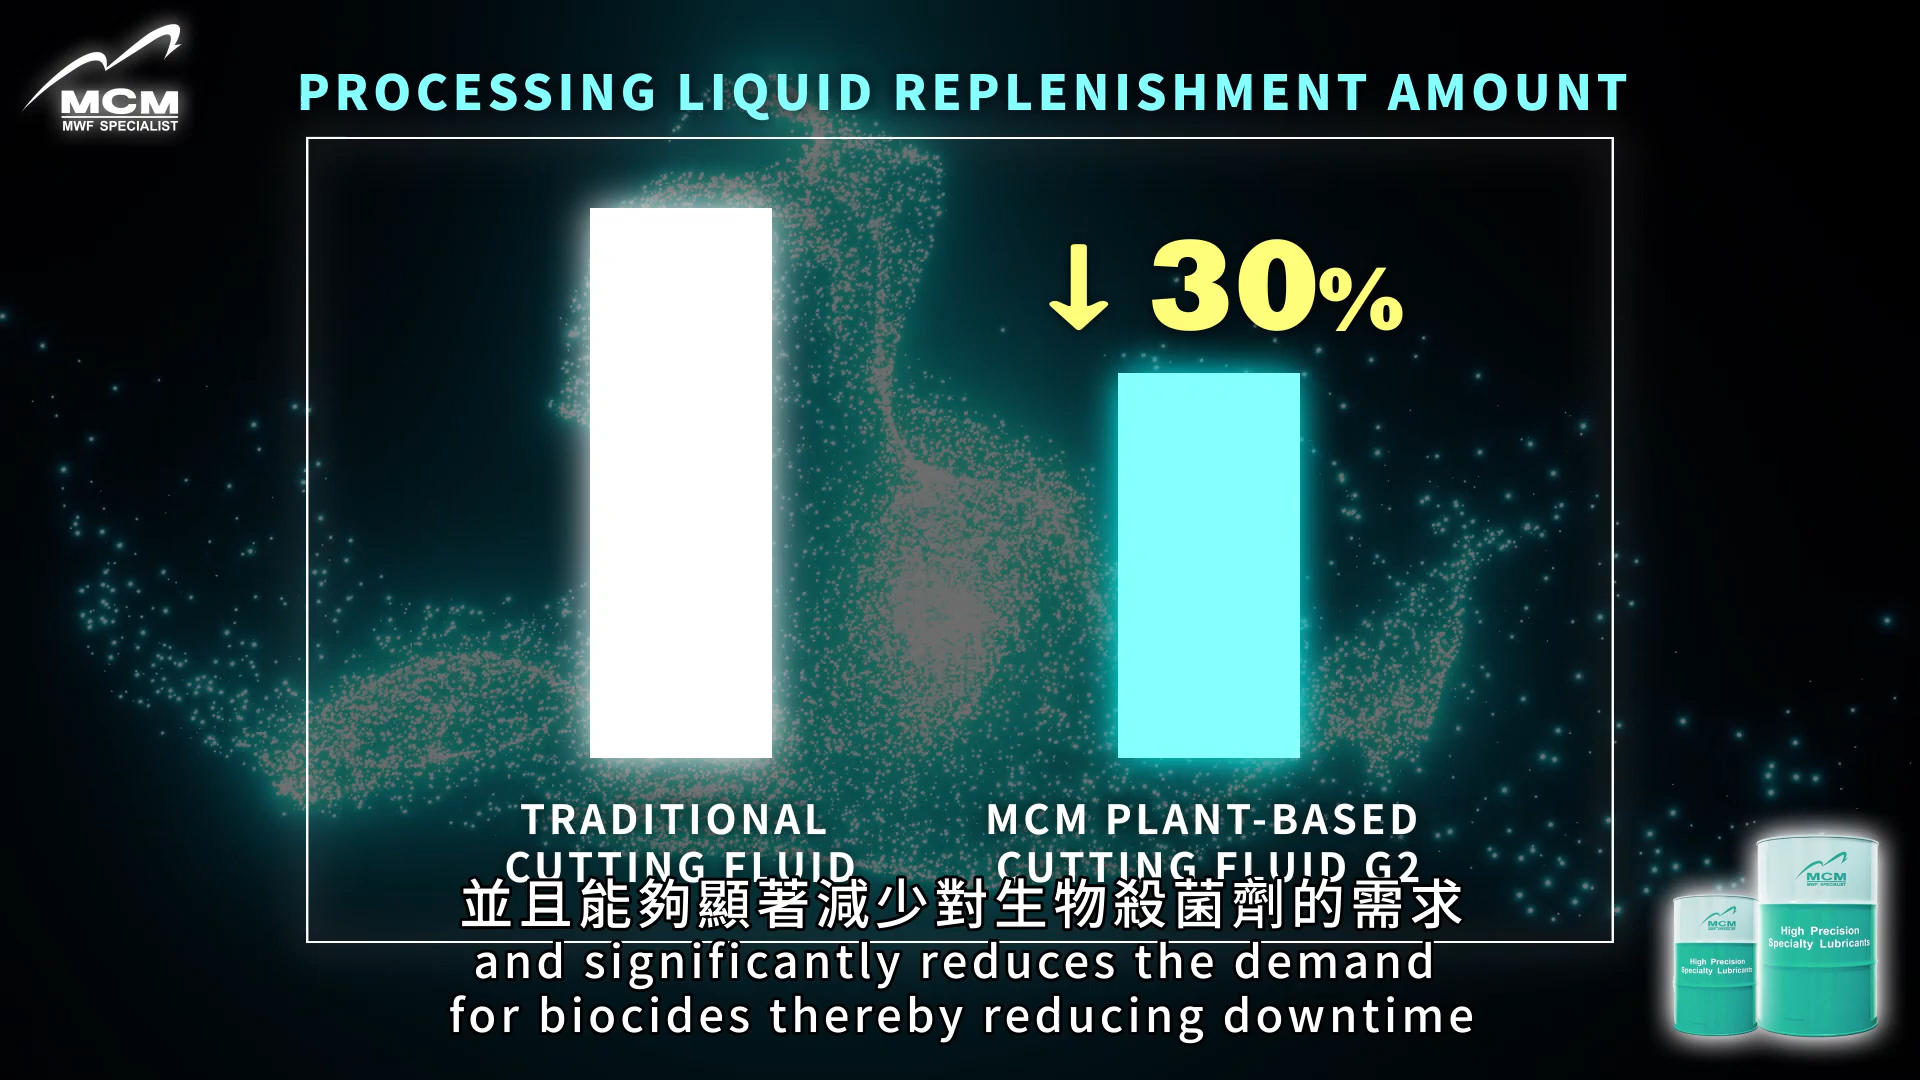 MCM
MWF SPECIALIST
PROCESSING LIQUID REPLENISHMENT AMOUNT
↓ 30%
TRADITIONAL
CUTTING FLUID
MCM PLANT-BASED
CUTTING FLUID G2
並且能夠顯著減少對生物殺菌劑的需求
and significantly reduces the demand
for biocides thereby reducing downtime
MCM
MWF SPECIALIST
High Precision
Specialty Lubricants
MCM
High Precision
Specialty Lubricants